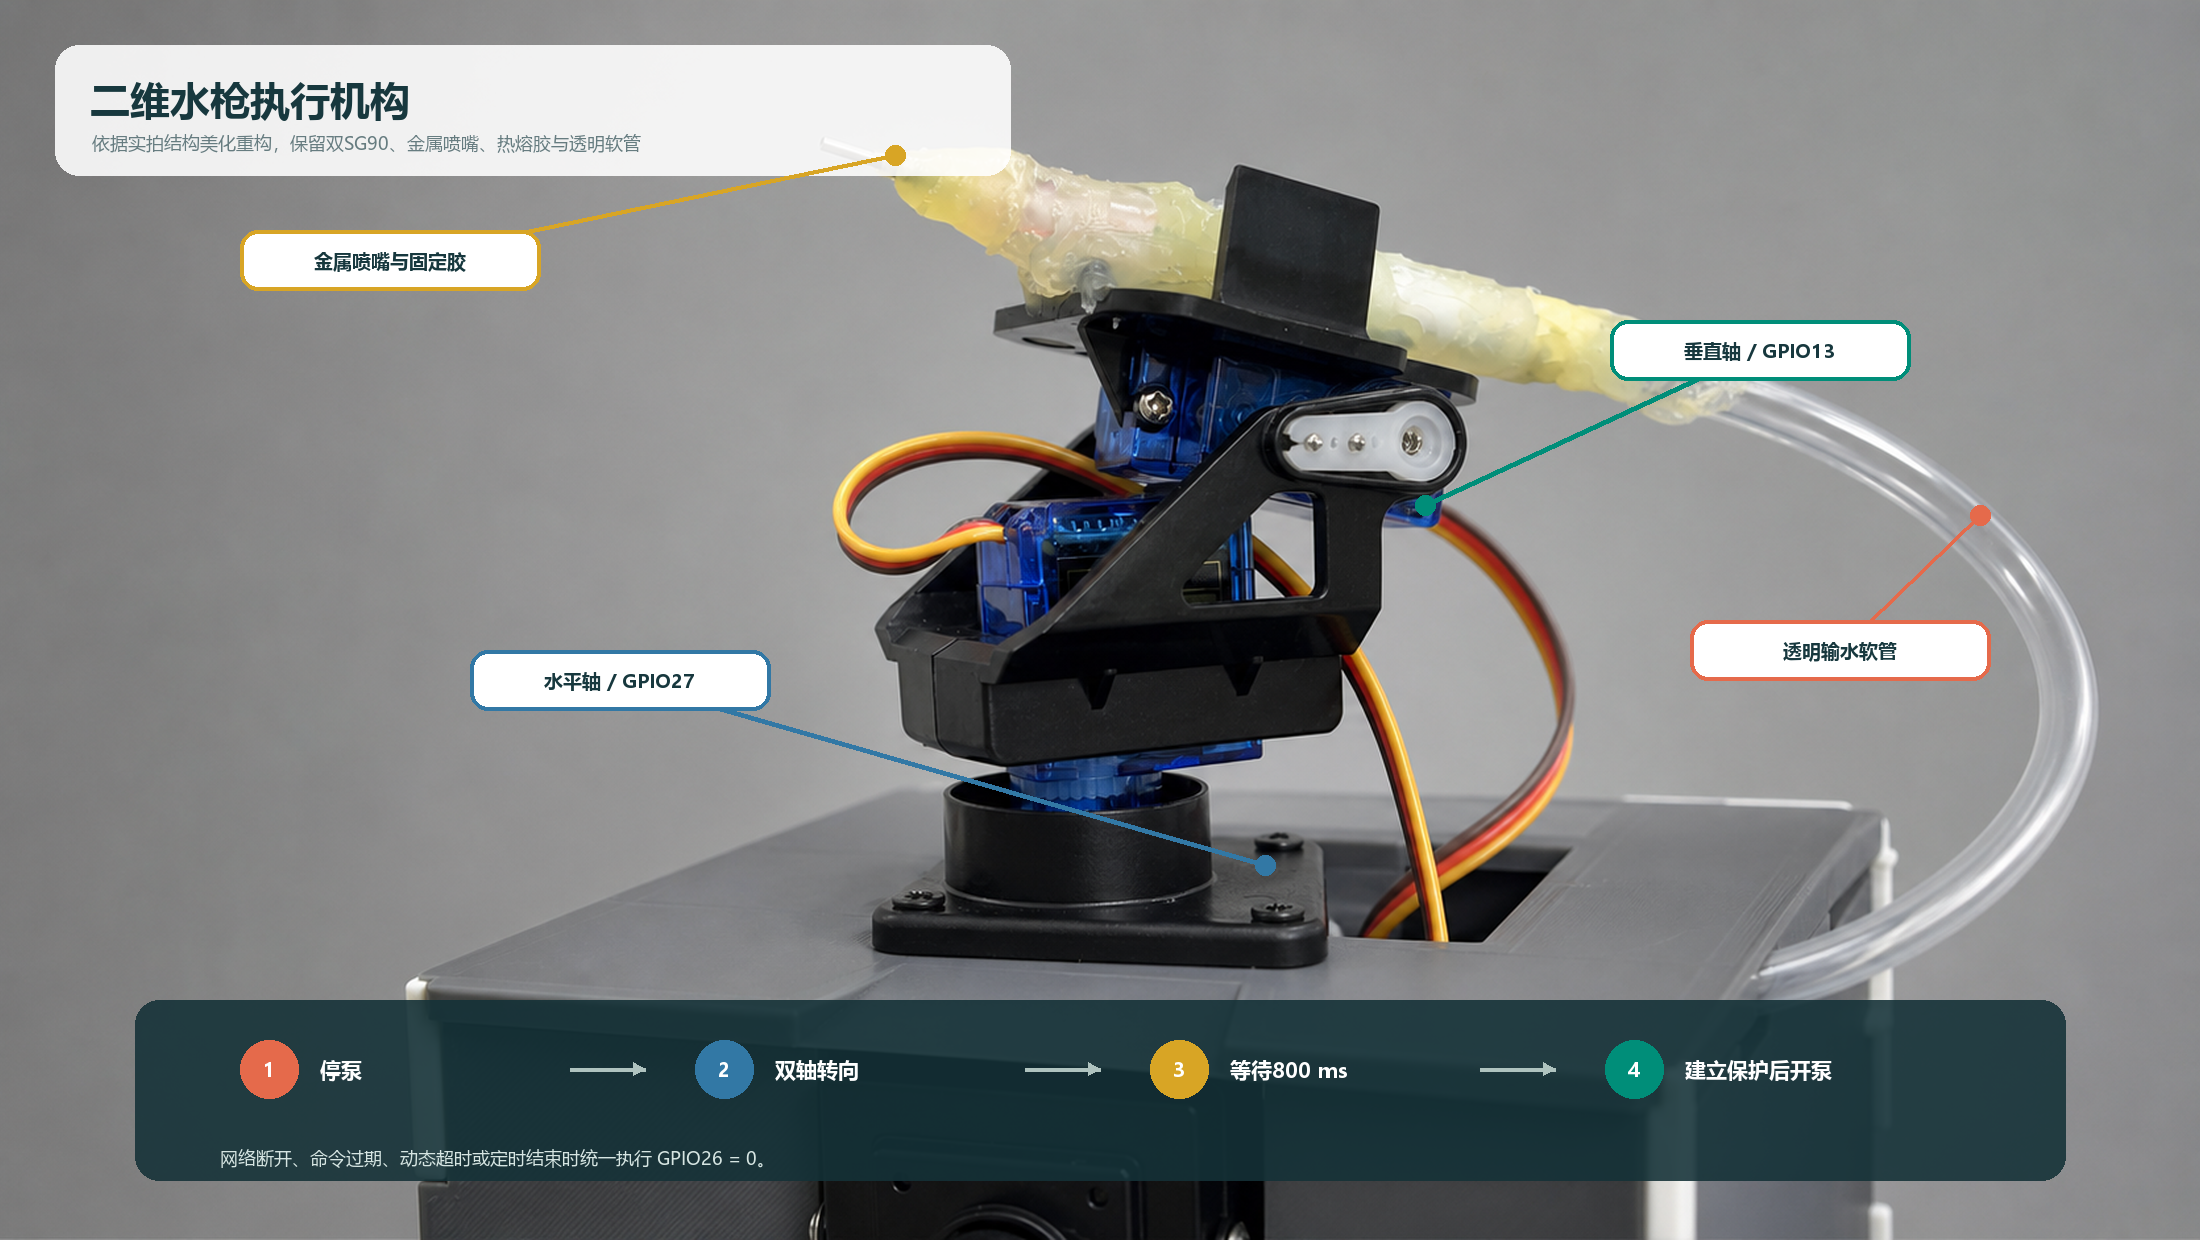 二维水枪执行机构
依据实拍结构美化重构，保留双SG90、金属喷嘴、热熔胶与透明软管
金属喷嘴与固定胶
垂直轴 / GPIO13
透明输水软管
水平轴 / GPIO27
1 停泵
2 双轴转向
3 等待800 ms
4 建立保护后开泵
网络断开、命令过期、动态超时或定时结束时统一执行 GPIO26 = 0。